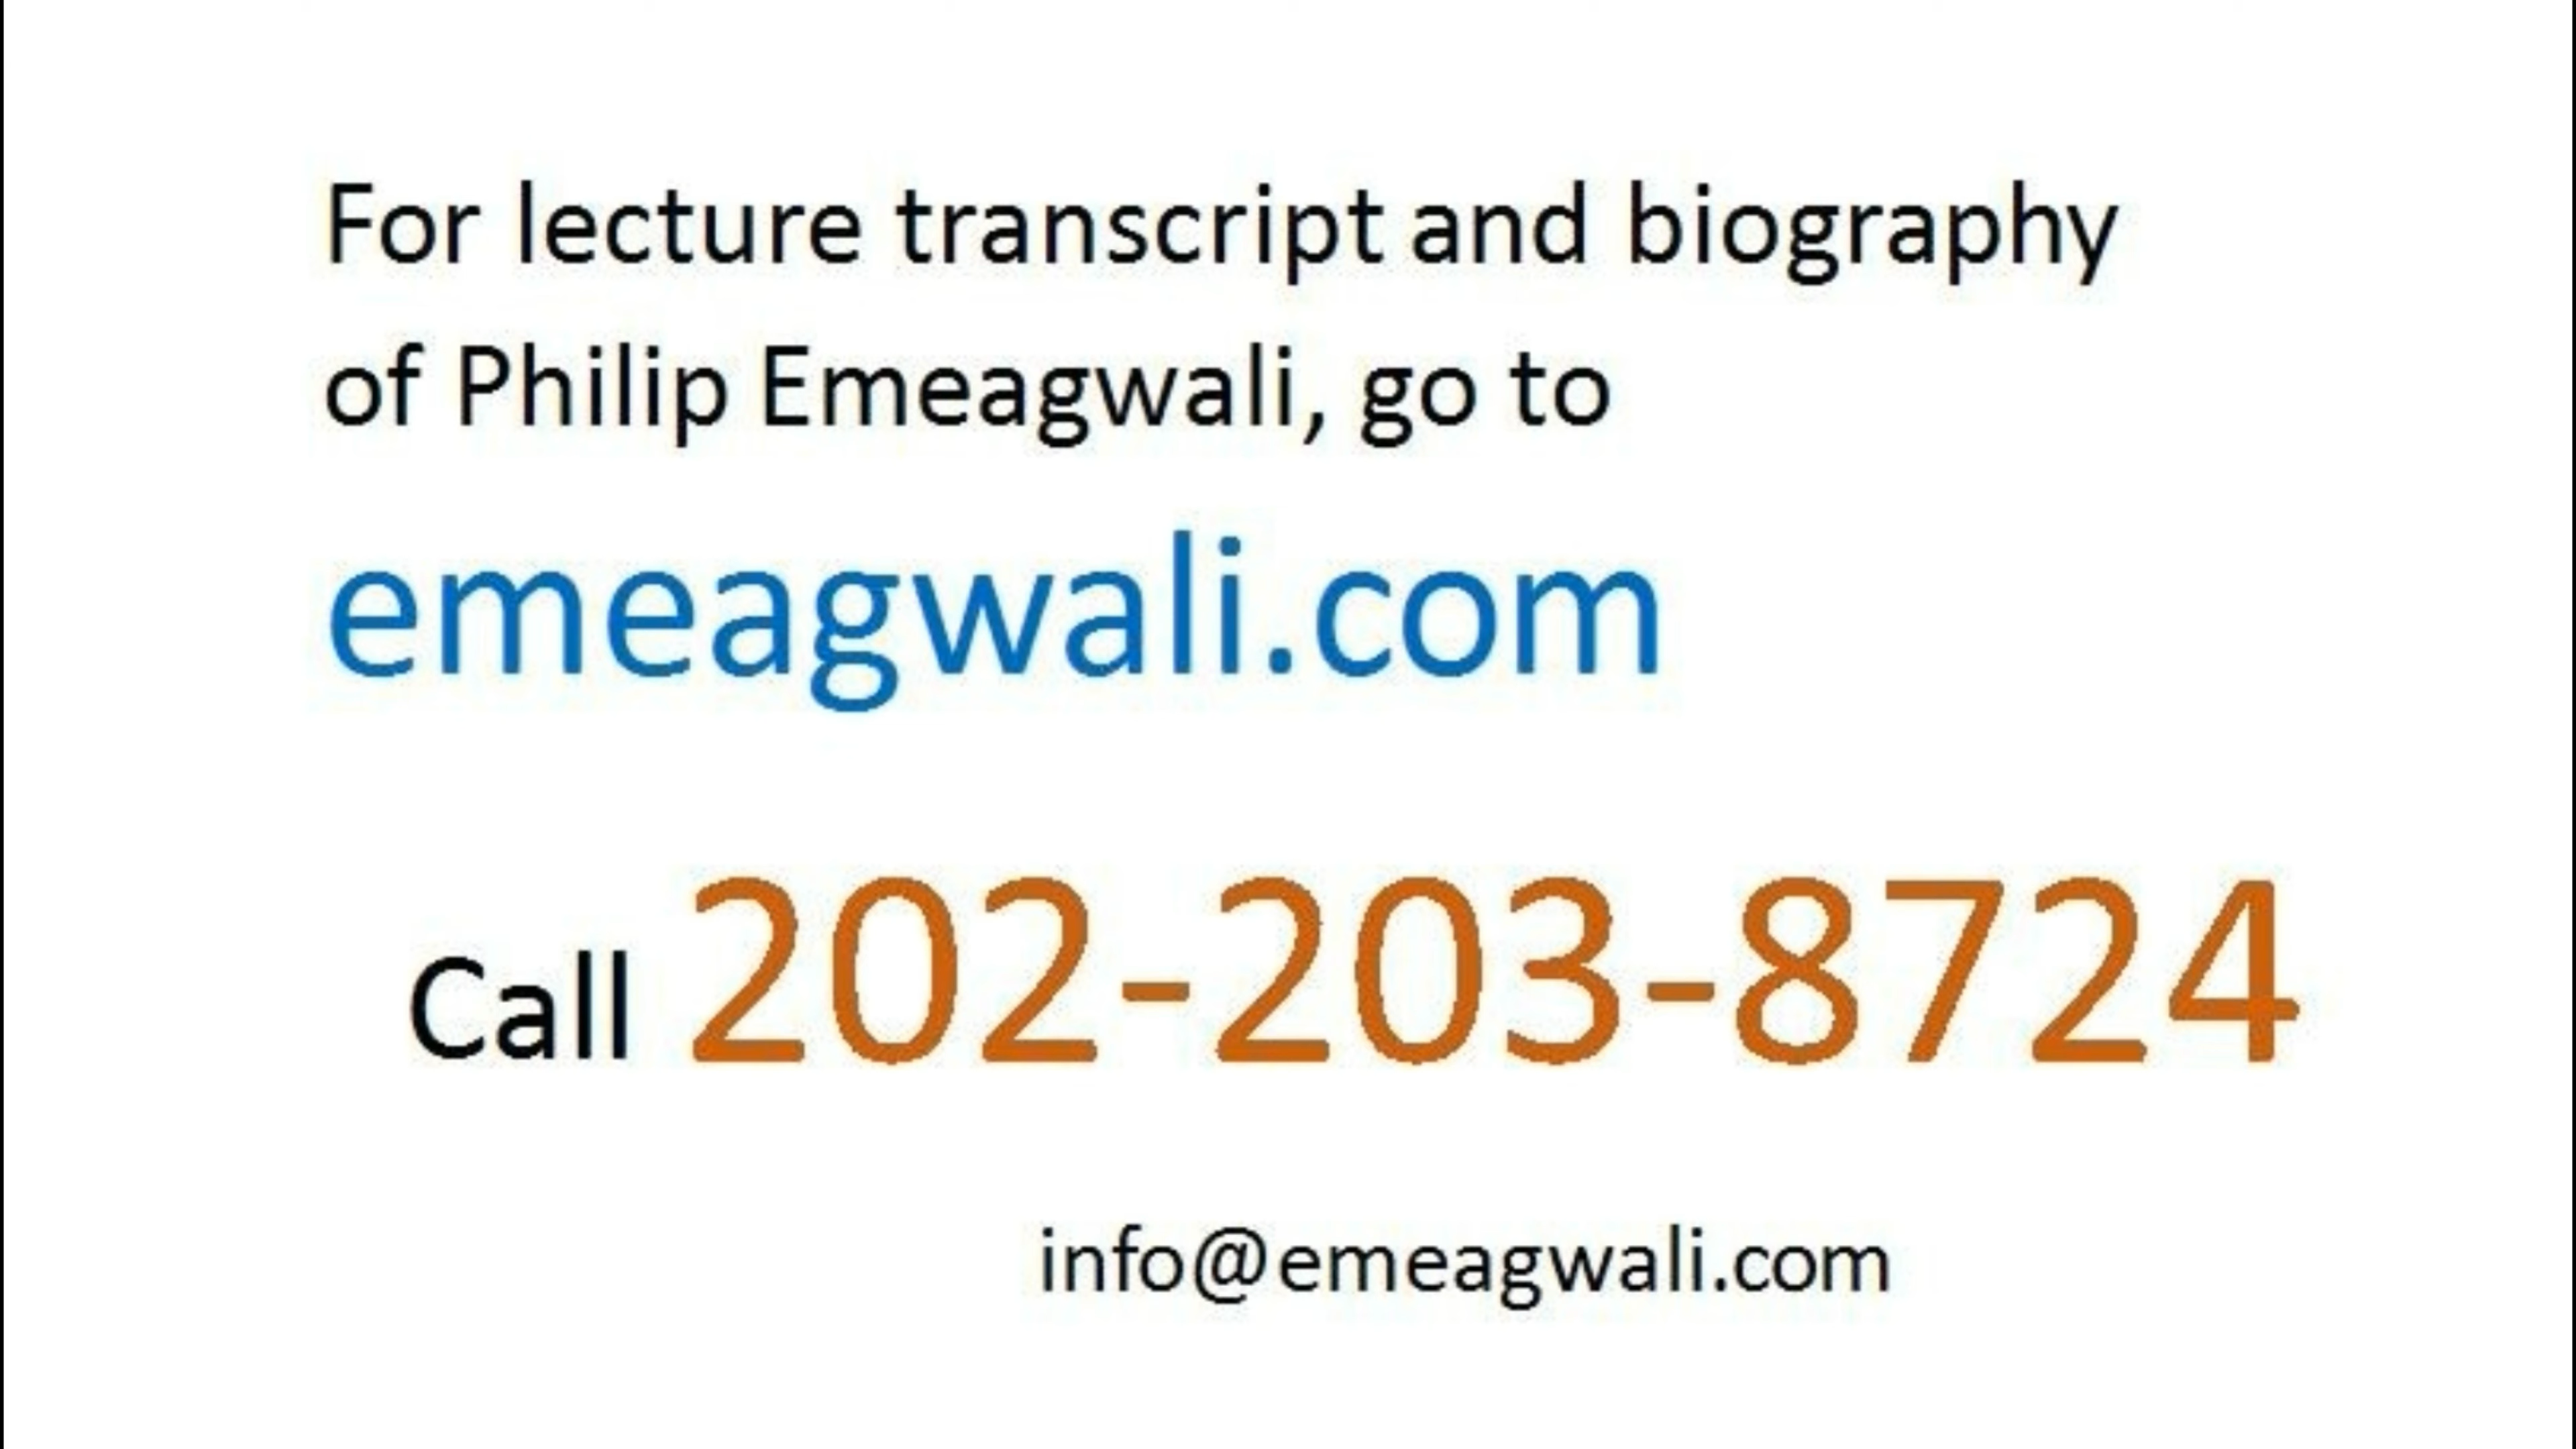 For lecture transcript and biography
of Philip Emeagwali, go to
emeagwali.com
Call 202-203-8724
info@emeagwali.com